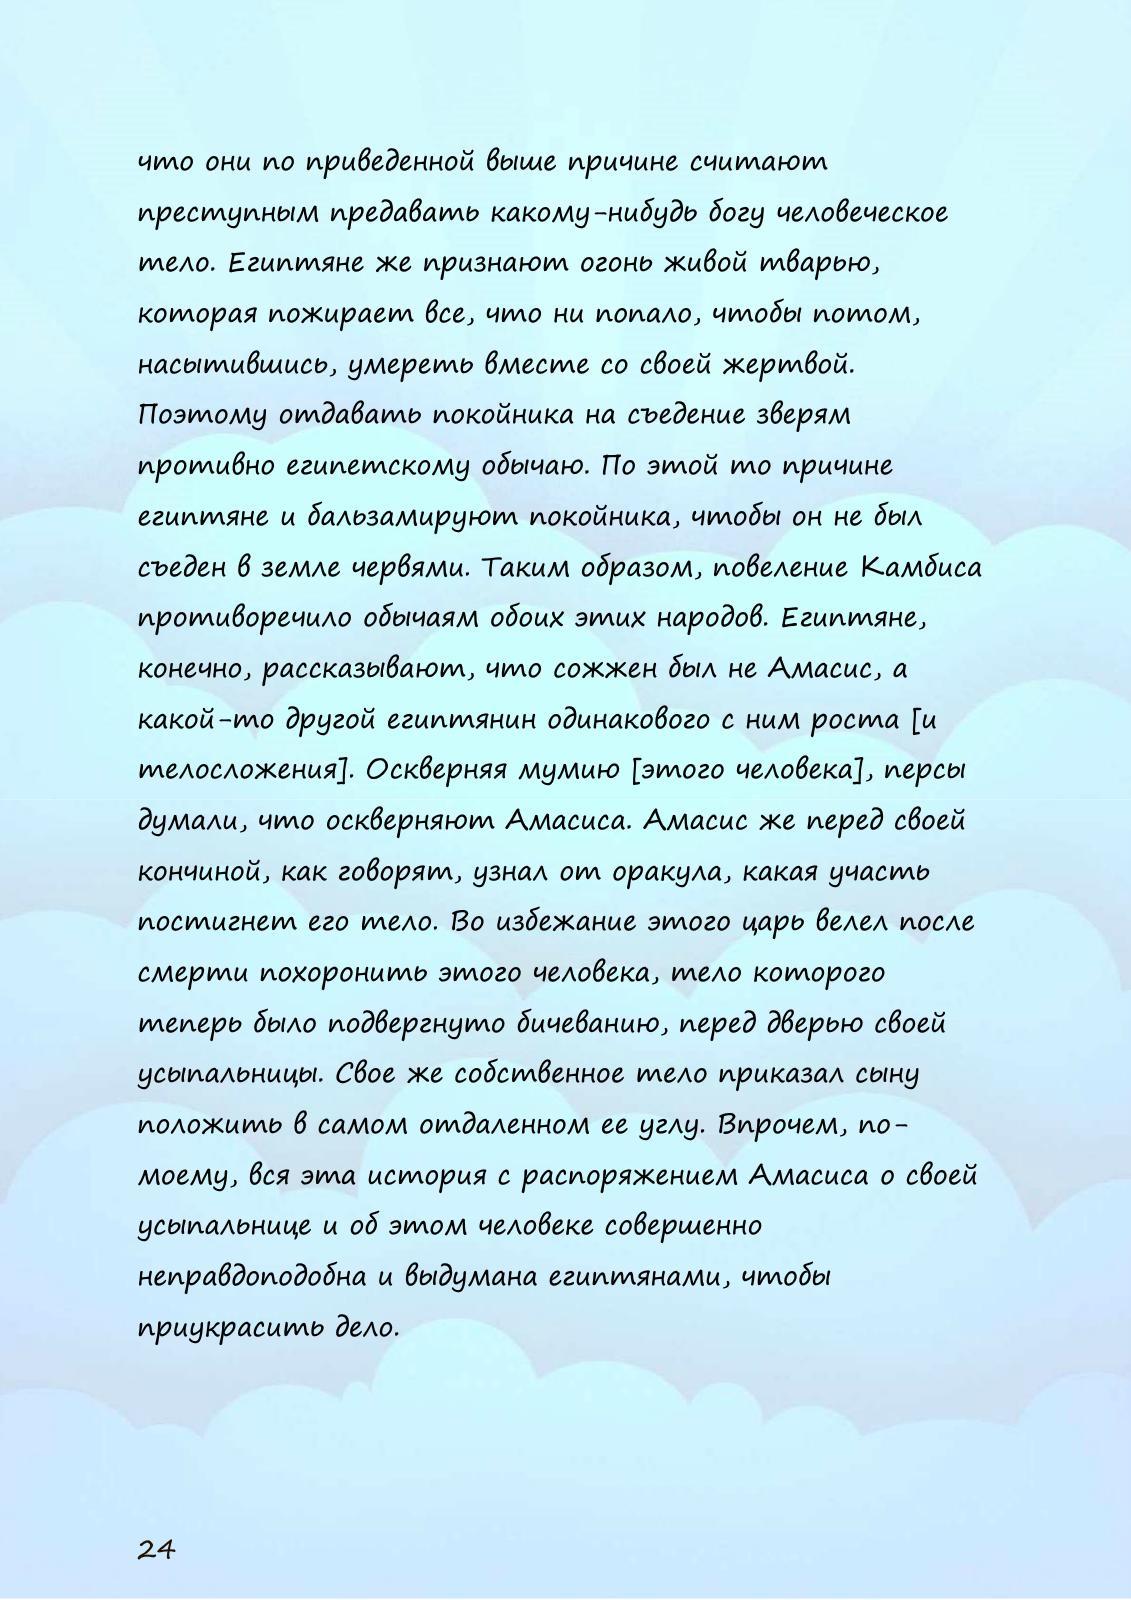 что они по приведенной выше причине считают
преступным предавать какому-нибудь богу человеческое
тело. Египтяне же признают огонь живой тварью,
которая пожирает все, что ни попало, чтобы потом,
насытившись, умереть вместе со своей жертвой.
Поэтому отдавать покойника на съедение зверям
противно египетскому обычаю. По этой то причине
египтяне и бальзамируют покойника, чтобы он не был
съеден в земле червями. Таким образом, повеление Камбиса
противоречило обычаям обоих этих народов. Египтяне,
конечно, рассказывают, что сожжен был не Амасис, а
какой-то другой египтянин одинакового с ним роста [и
телосложения]. Оскверняя мумию [этого человека], персы
думали, что оскверняют Амасиса. Амасис же перед своей
кончиной, как говорят, узнал от оракула, какая участь
постигнет его тело. Во избежание этого царь велел после
смерти похоронить этого человека, тело которого
теперь было подвергнуто бичеванию, перед дверью своей
усыпальницы. Свое же собственное тело приказал сыну
положить в самом отдаленном ее углу. Впрочем, по-
моему, вся эта история с распоряжением Амасиса о своей
усыпальнице и об этом человеке совершенно
неправдоподобна и выдумана египтянами, чтобы
приукрасить дело.
24